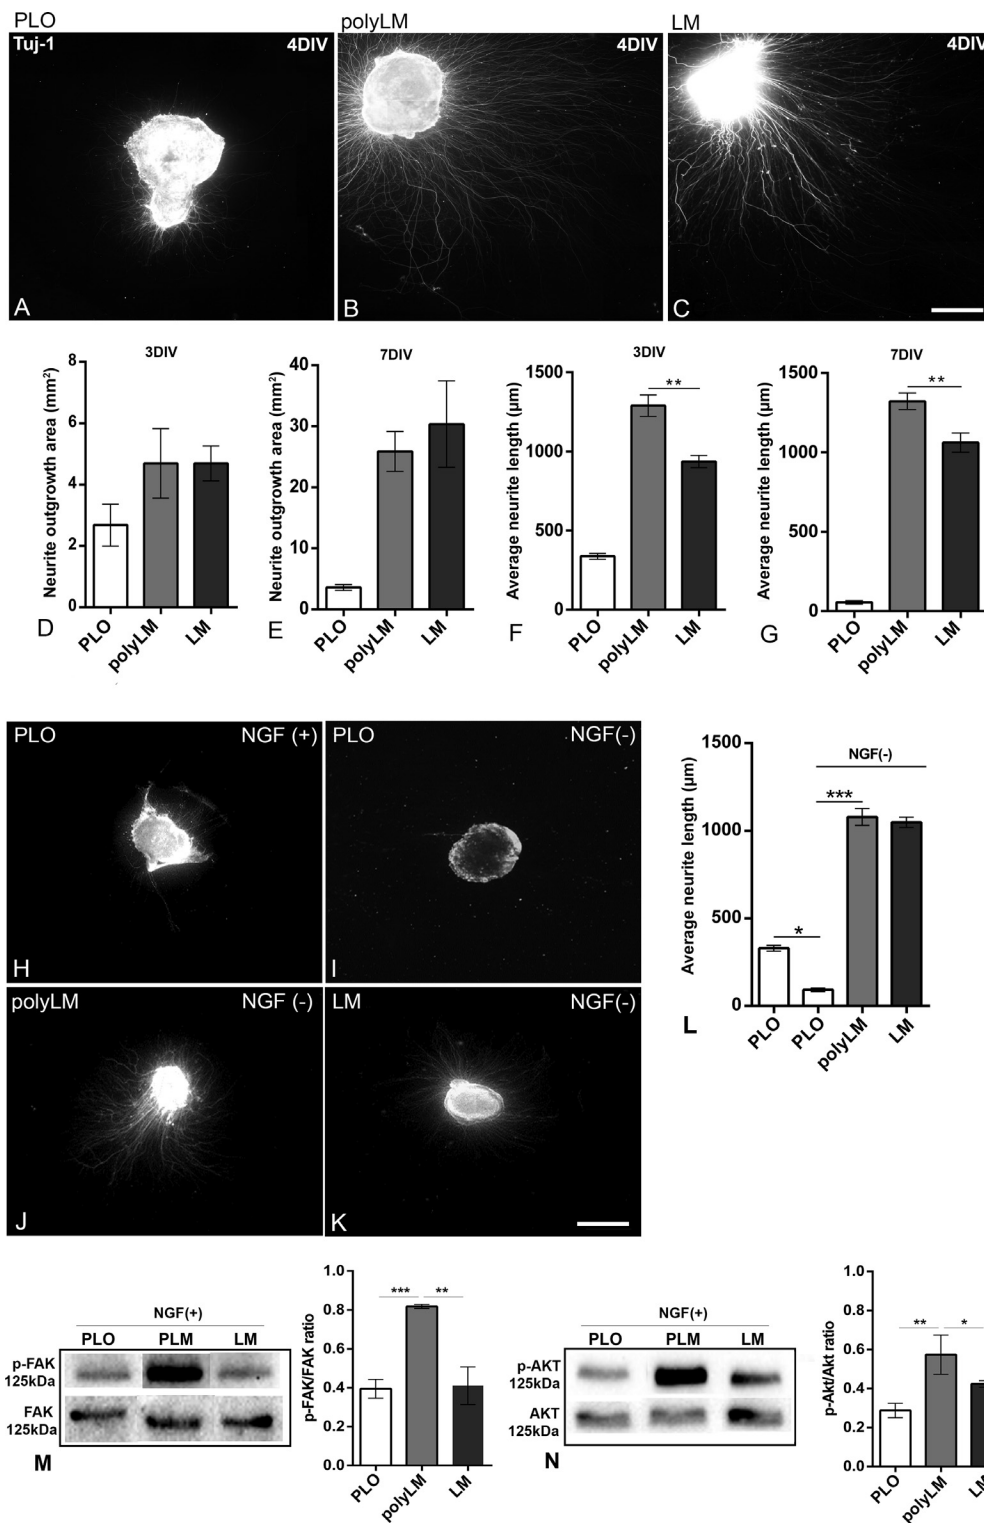 PLO
polyLM
LM
Tuj-1
4DIV
4DIV
4DIV
A
B
C
3DIV
Neurite outgrowth area (mm²)
8
6
4
2
0
PLO
polyLM
LM
D
7DIV
Neurite outgrowth area (mm²)
40
30
20
10
0
PLO
polyLM
LM
E
3DIV
Average neurite length (µm)
1500
1000
500
0
**
PLO
polyLM
LM
F
7DIV
Average neurite length (µm)
1500
1000
500
0
**
PLO
polyLM
LM
G
PLO
NGF (+)
H
PLO
NGF(-)
I
polyLM
NGF (-)
J
LM
NGF(-)
K
Average neurite length (µm)
1500
1000
500
0
NGF(-)
***
*
PLO
PLO
polyLM
LM
L
NGF(+)
PLO
PLM
LM
p-FAK
125kDa
FAK
125kDa
M
p-FAK/FAK ratio
1.0
0.8
0.6
0.4
0.2
0.0
***
**
PLO
polyLM
LM
NGF(+)
PLO
PLM
LM
p-AKT
125kDa
AKT
125kDa
N
p-Akt/Akt ratio
1.0
0.8
0.6
0.4
0.2
0.0
**
*
PLO
polyLM
LM